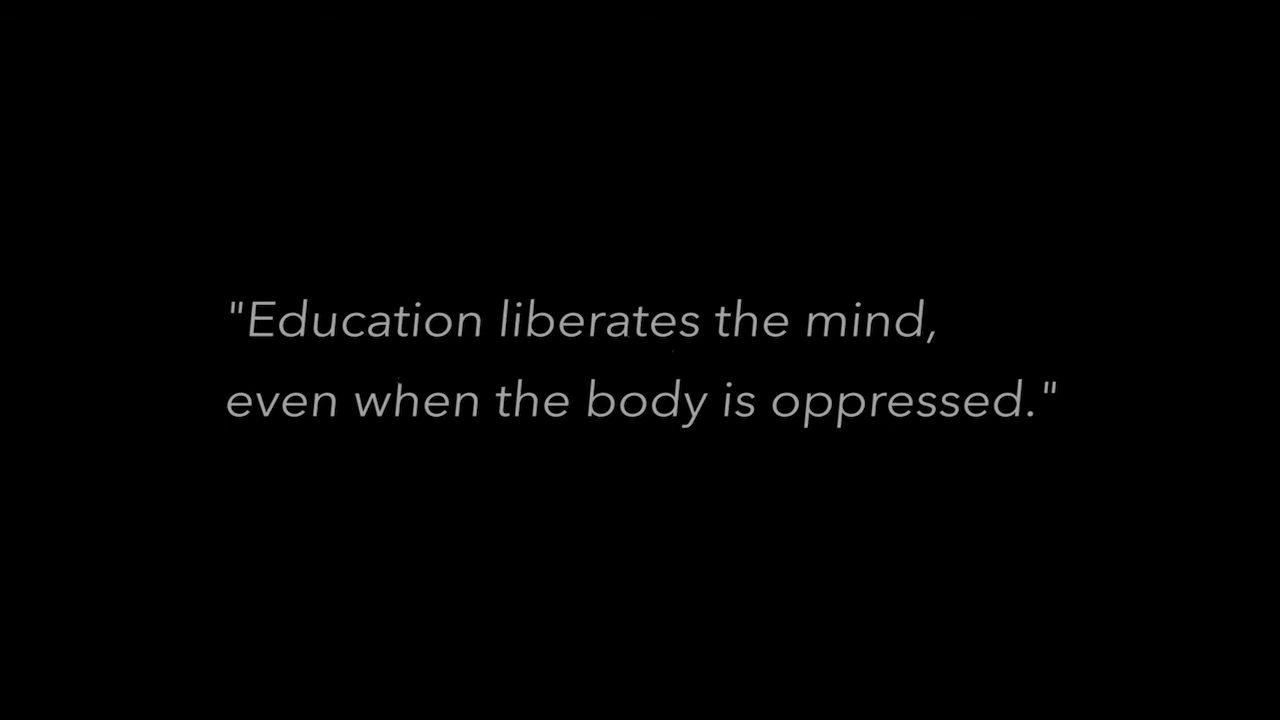 "Education liberates the mind,
even when the body is oppressed."